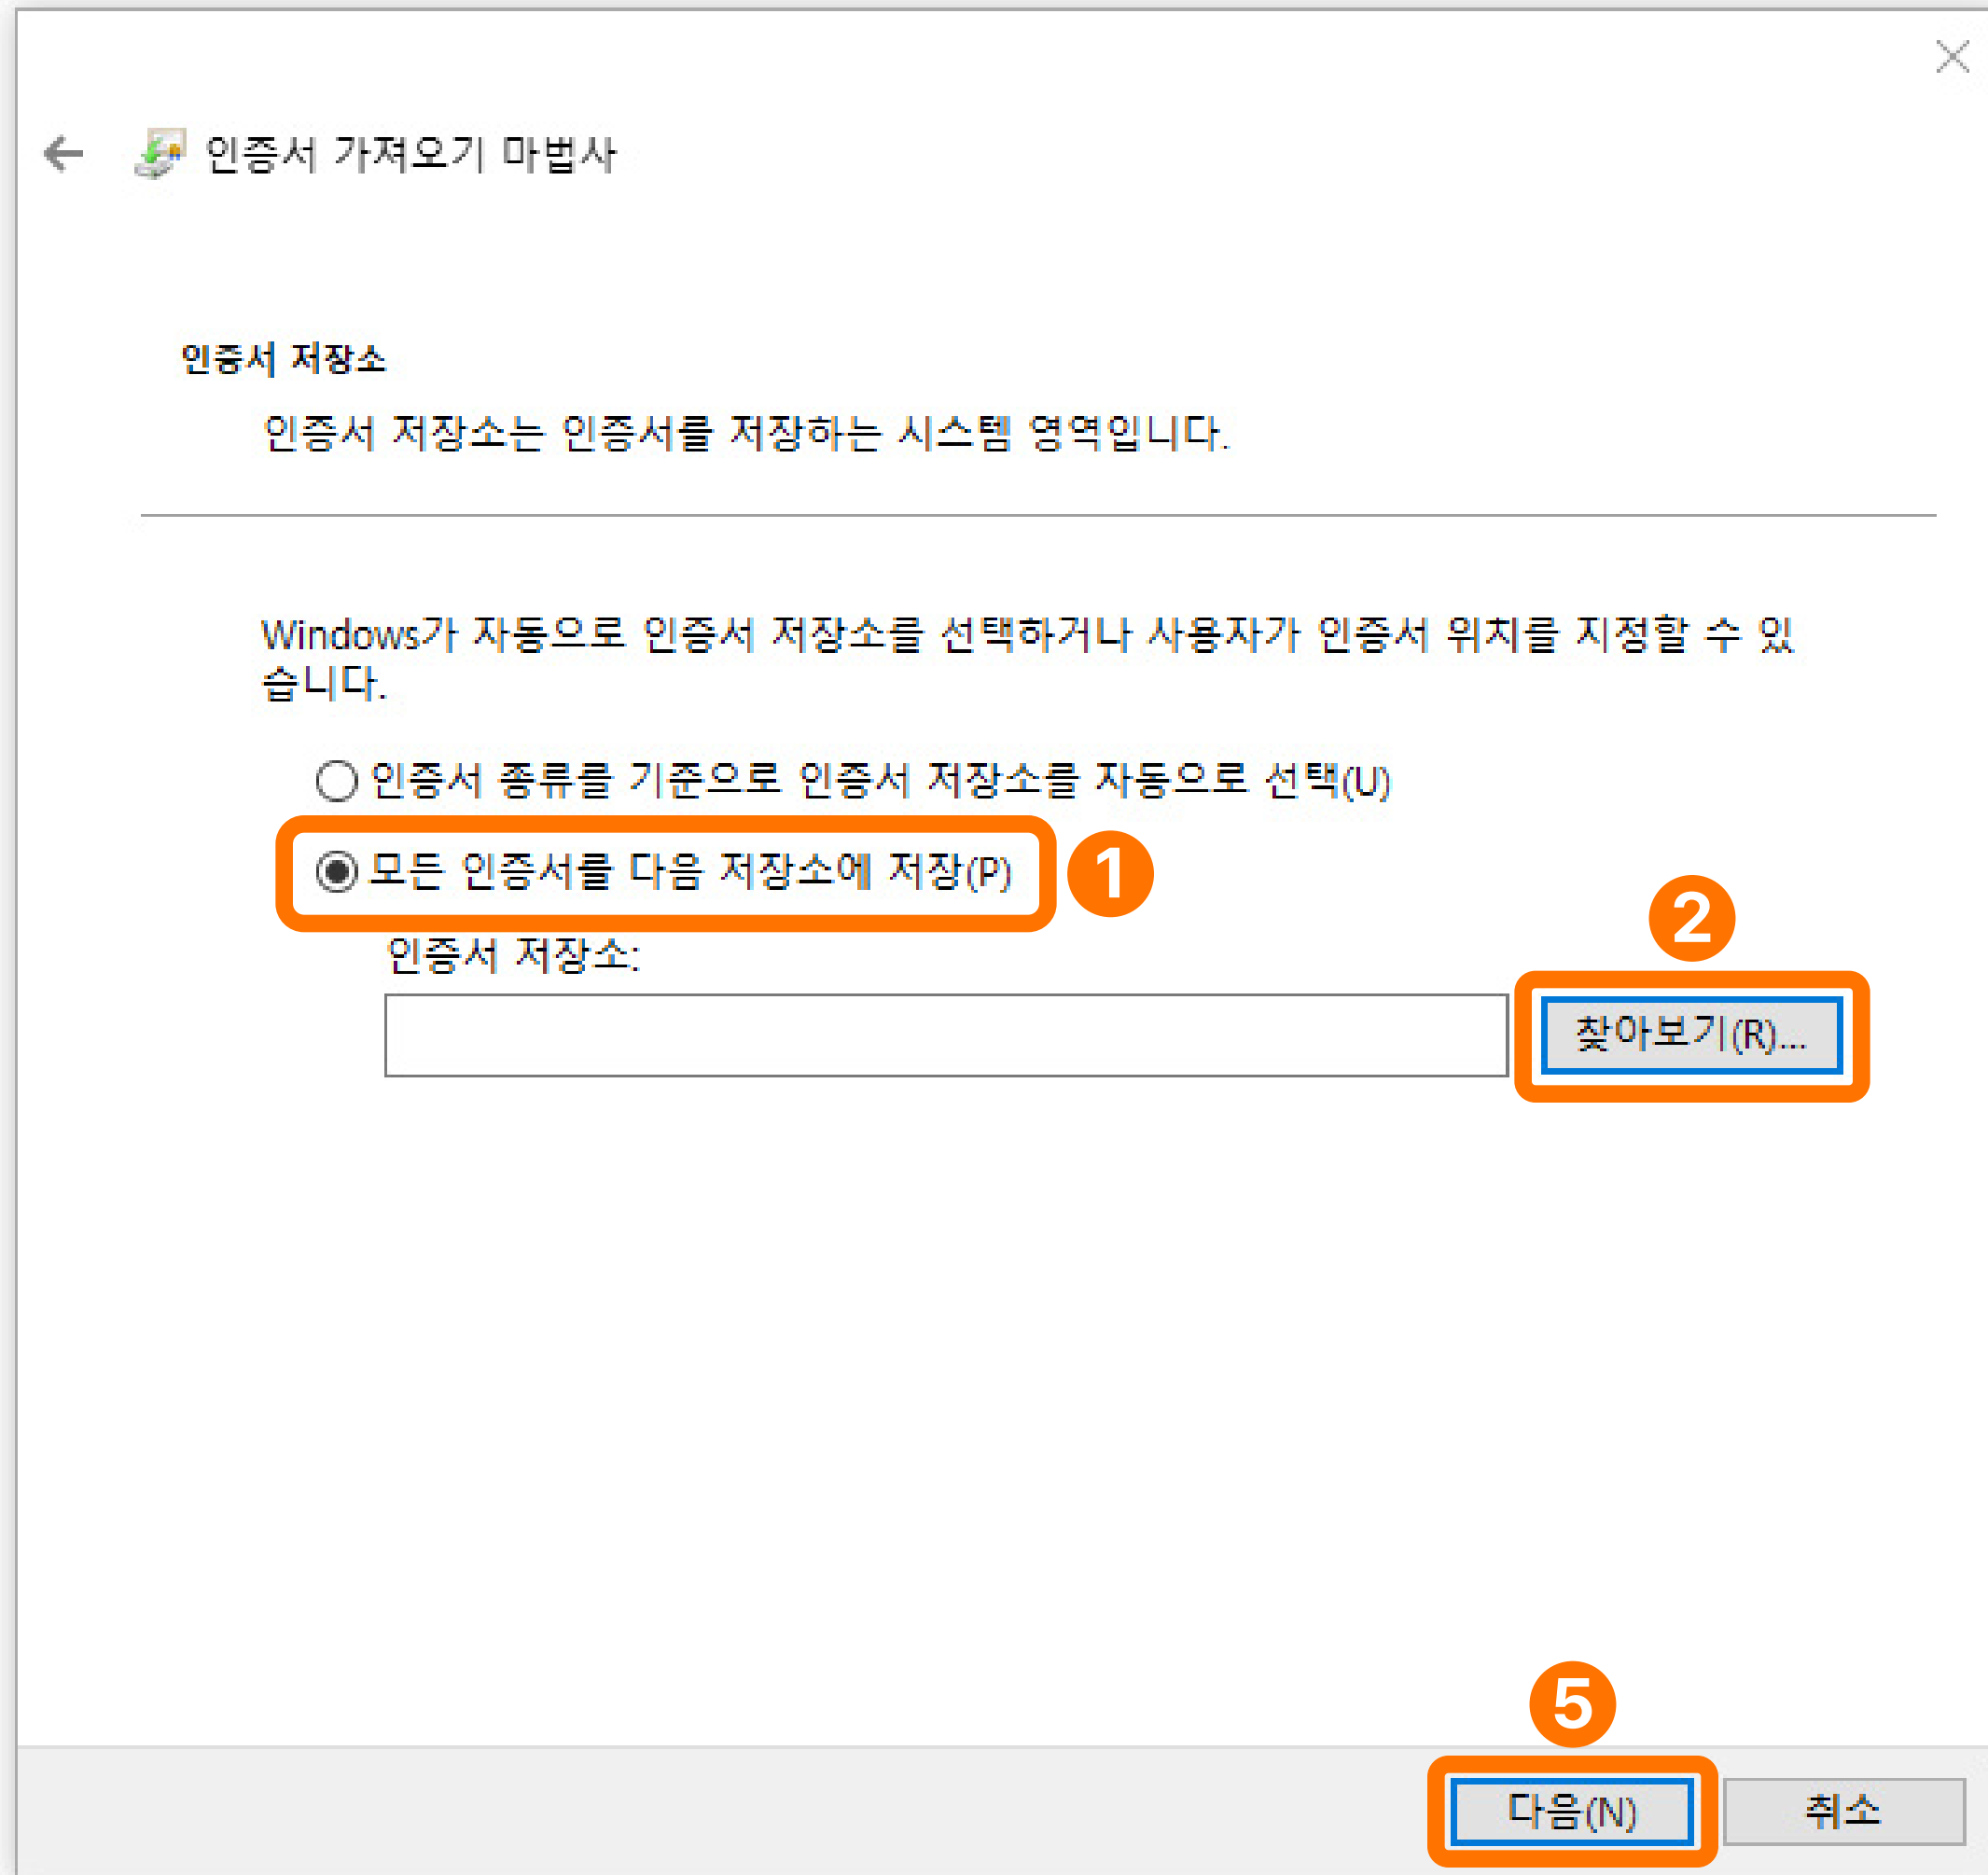 인증서 가져오기 마법사
인증서 저장소
인증서 저장소는 인증서를 저장하는 시스템 영역입니다.
Windows가 자동으로 인증서 저장소를 선택하거나 사용자가 인증서 위치를 지정할 수 있
습니다.
인증서 종류를 기준으로 인증서 저장소를 자동으로 선택(U)
모든 인증서를 다음 저장소에 저장(P) 1
2
인증서 저장소:
찾아보기(R)...
5
다음(N) 취소